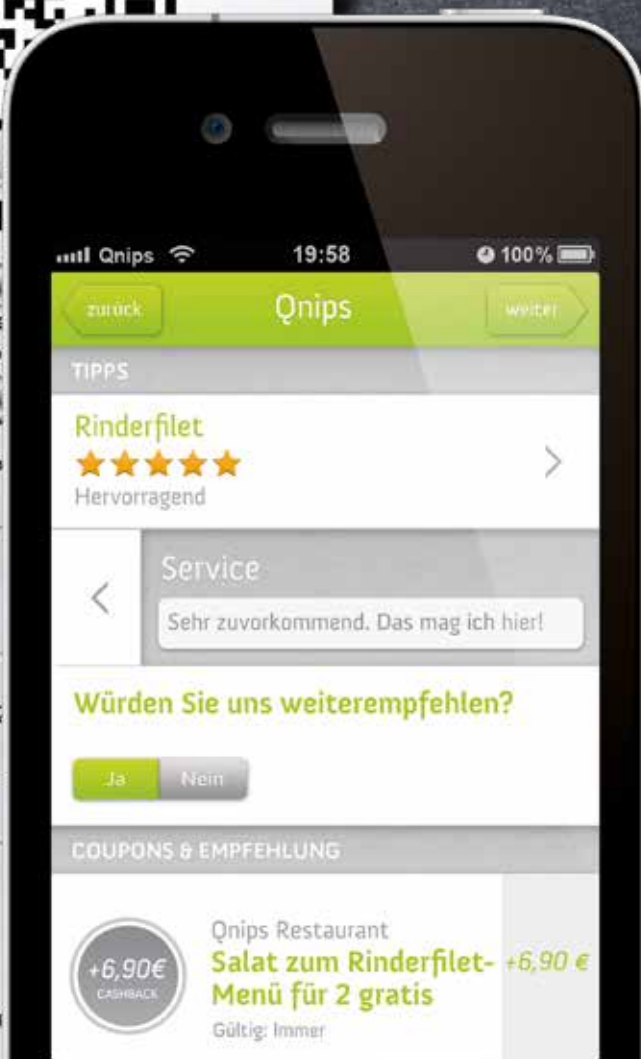 Qnips 19:58 100%
zurück Qnips weiter
TIPPS
Rinderfilet
Hervorragend
Service
Sehr zuvorkommend. Das mag ich hier!
Würden Sie uns weiterempfehlen?
Ja Nein
COUPONS & EMPFEHLUNG
+6,90€
CASHBACK
Qnips Restaurant
Salat zum Rinderfilet- +6,90 €
Menü für 2 gratis
Gültig: Immer